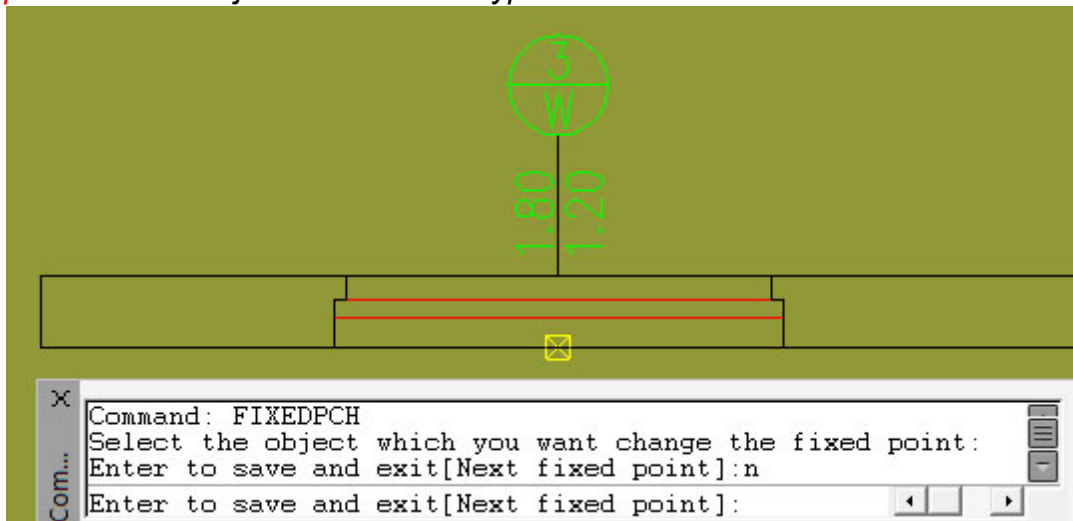 3
W
1.80
1.20
Command: FIXEDPCH
Select the object which you want change the fixed point:
Enter to save and exit[Next fixed point]:n
Enter to save and exit[Next fixed point]:
Com...